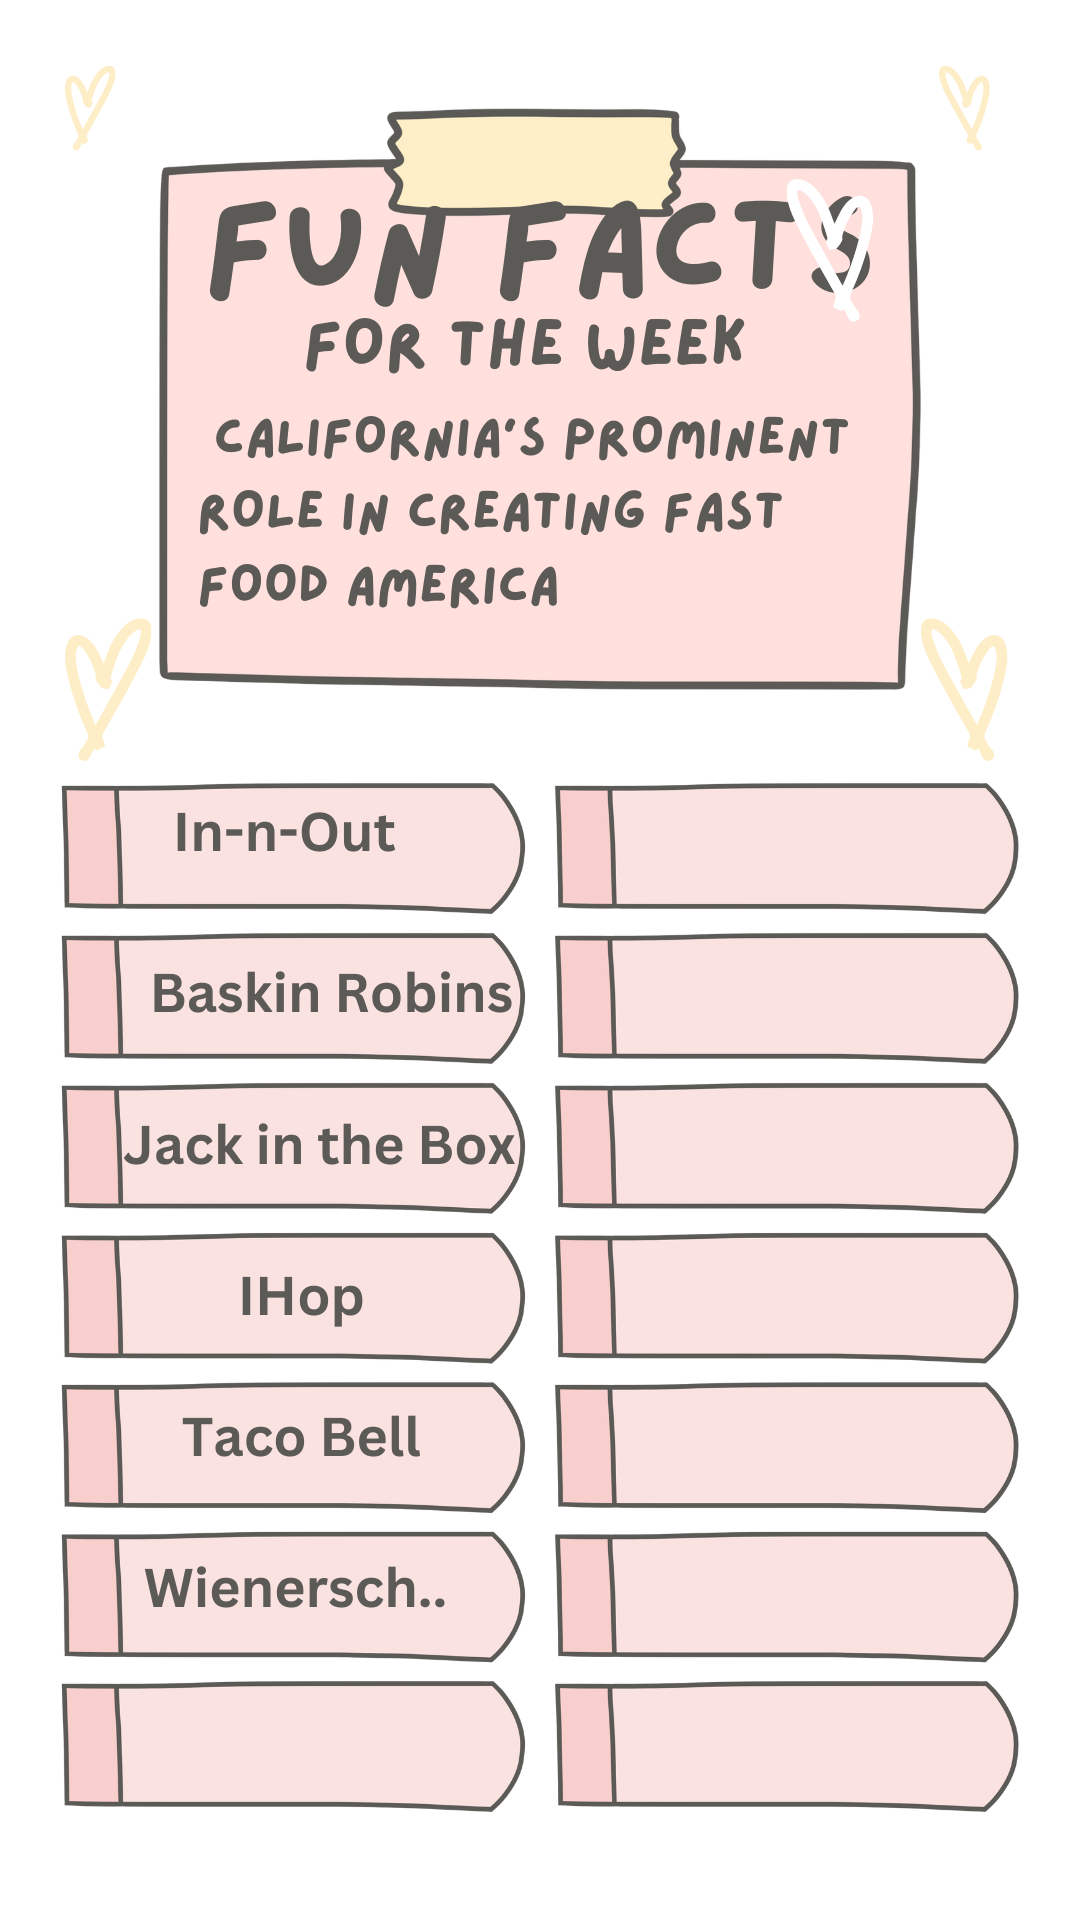 FUN FACTS
FOR THE WEEK
CALIFORNIA'S PROMINENT
ROLE IN CREATING FAST
FOOD AMERICA
In-n-Out
Baskin Robins
Jack in the Box
IHop
Taco Bell
Wienersch..